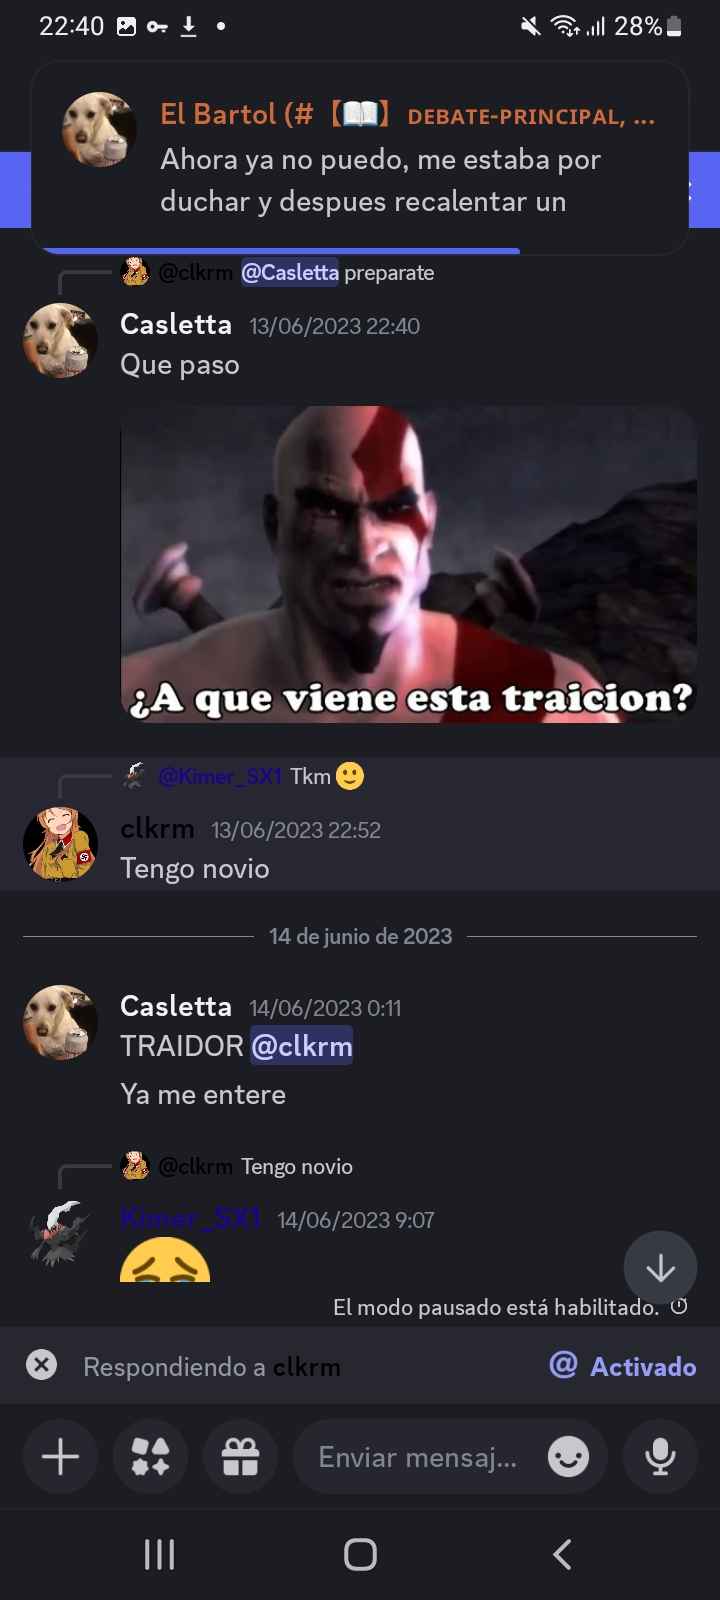 22:40
28%
El Bartol (# 【📖】 DEBATE-PRINCIPAL, ...
Ahora ya no puedo, me estaba por
duchar y despues recalentar un
@clkrm @Casletta preparate
Casletta 13/06/2023 22:40
Que paso
¿A que viene esta traicion?
@Kimer_SX1 Tkm 🙂
clkrm 13/06/2023 22:52
Tengo novio
14 de junio de 2023
Casletta 14/06/2023 0:11
TRAIDOR @clkrm
Ya me entere
@clkrm Tengo novio
Kimer_SX1 14/06/2023 9:07
El modo pausado está habilitado.
Respondiendo a clkrm @ Activado
Enviar mensaj...